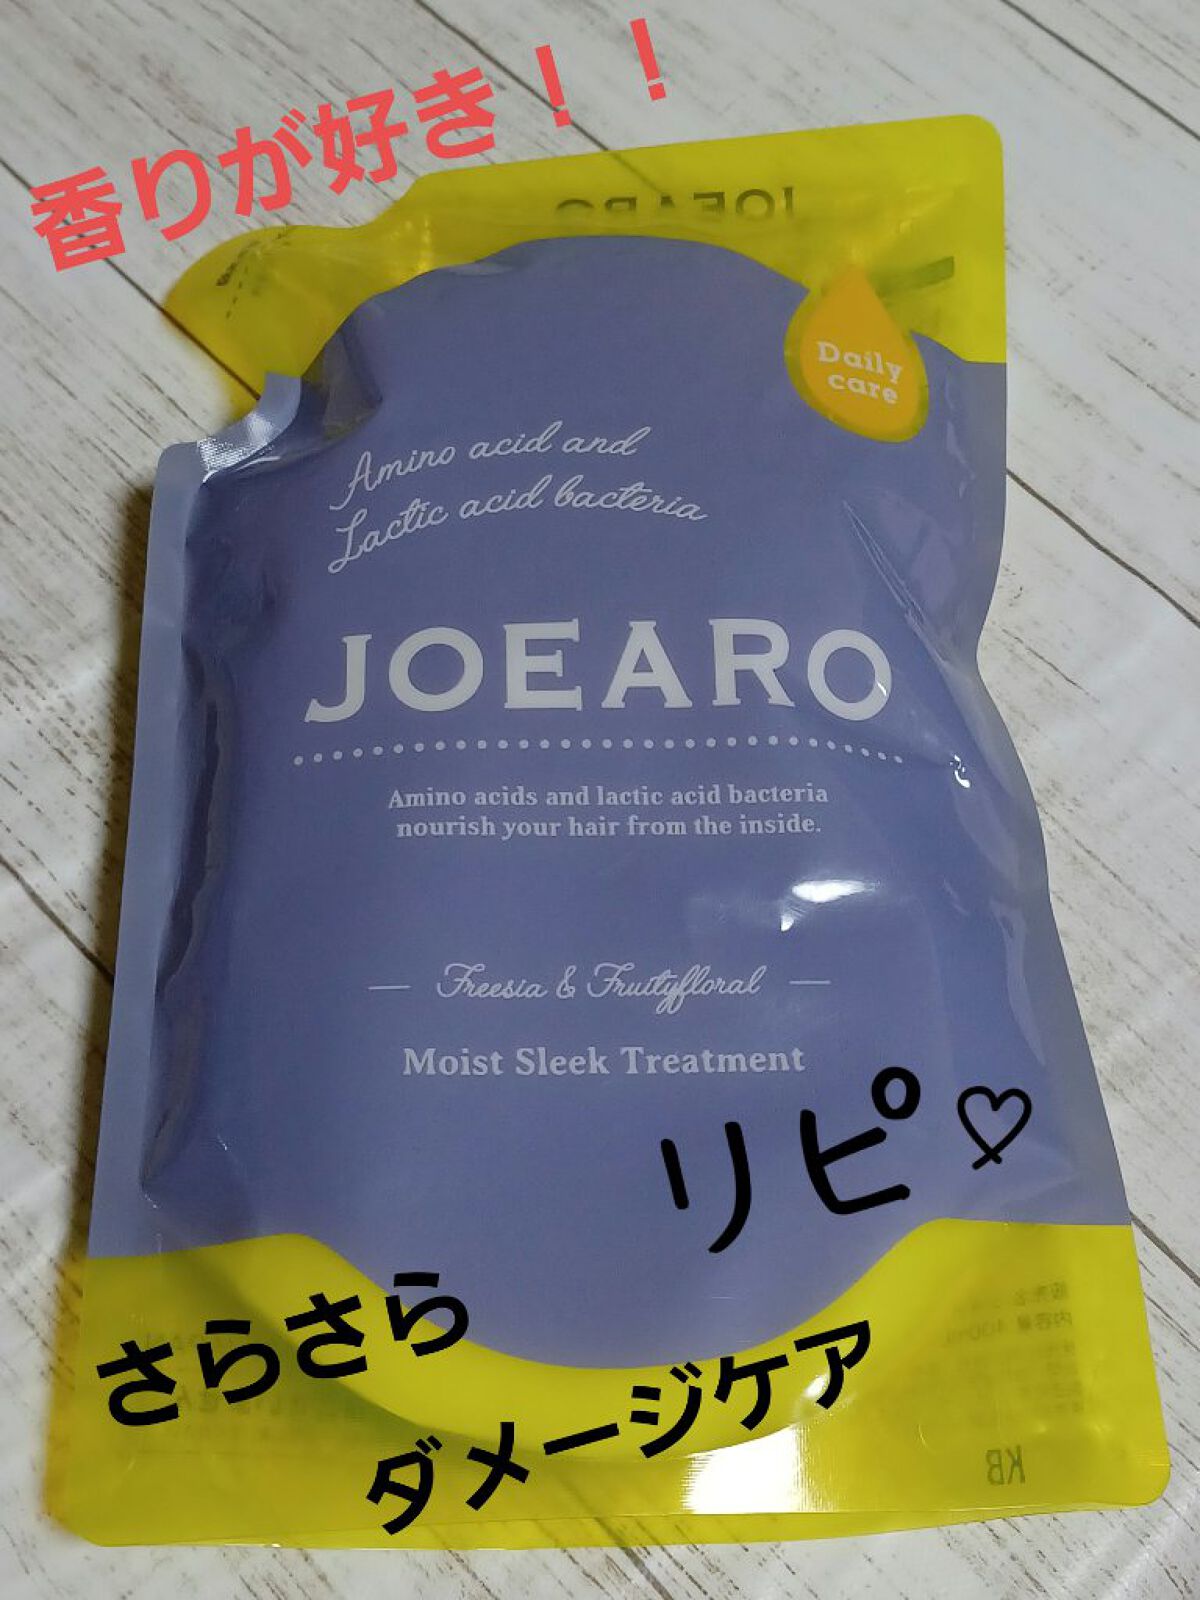 香りが好き！！
JOEARO
Daily
care
Amino acid and
Lactic acid bacteria
JOEARO
Amino acids and lactic acid bacteria
nourish your hair from the inside.
Freesia & Fruityfloral
Moist Sleek Treatment
リピ♡
さらさら
ダメージケア
KB